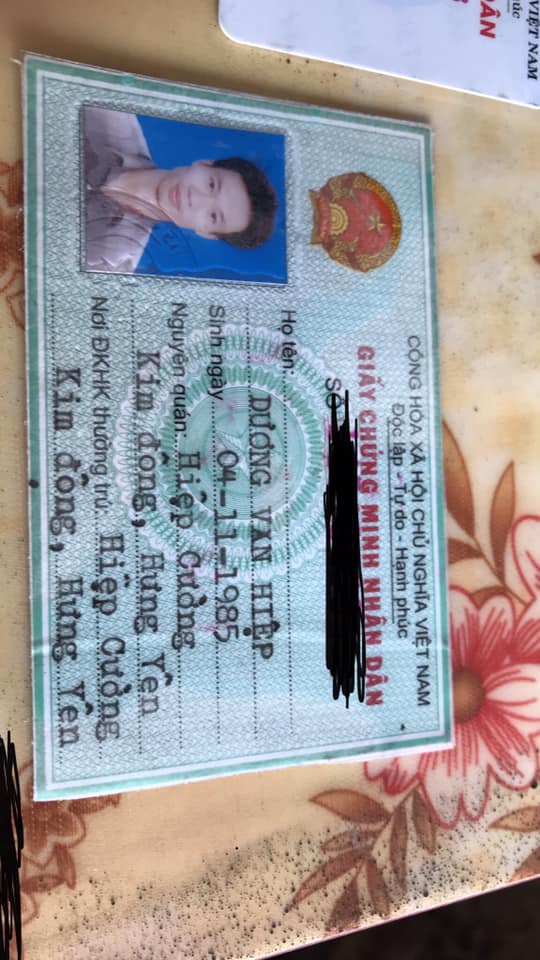 CỘNG HÒA XÃ HỘI CHỦ NGHĨA VIỆT NAM
Độc lập - Tự do - Hạnh phúc
GIẤY CHỨNG MINH NHÂN DÂN
Số
Họ tên: DƯƠNG VĂN HIỆP
Sinh ngày 04-11-1985
Nguyên quán Hiệp Cường
Kim động, Hưng Yên
Nơi ĐKHK thường trú: Hiệp Cường
Kim động, Hưng Yên
VIỆT NAM
phúc
DÂN